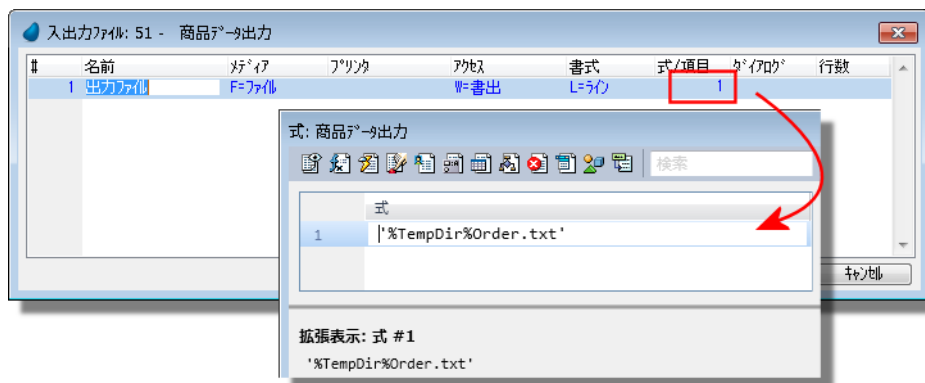 入出力ﾌｧｲﾙ: 51 - 商品ﾃﾞｰﾀ出力
# 名前 ﾒﾃﾞｨｱ ﾌﾟﾘﾝﾀ ｱｸｾｽ 書式 式/項目 ﾀﾞｲｱﾛｸﾞ 行数
1 出力ﾌｧｲﾙ F=ﾌｧｲﾙ W=書出 L=ﾗｲﾝ 1
式: 商品ﾃﾞｰﾀ出力
検索
式
1 '%TempDir%Order.txt'
ｷｬﾝｾﾙ
拡張表示: 式 #1
'%TempDir%Order.txt'